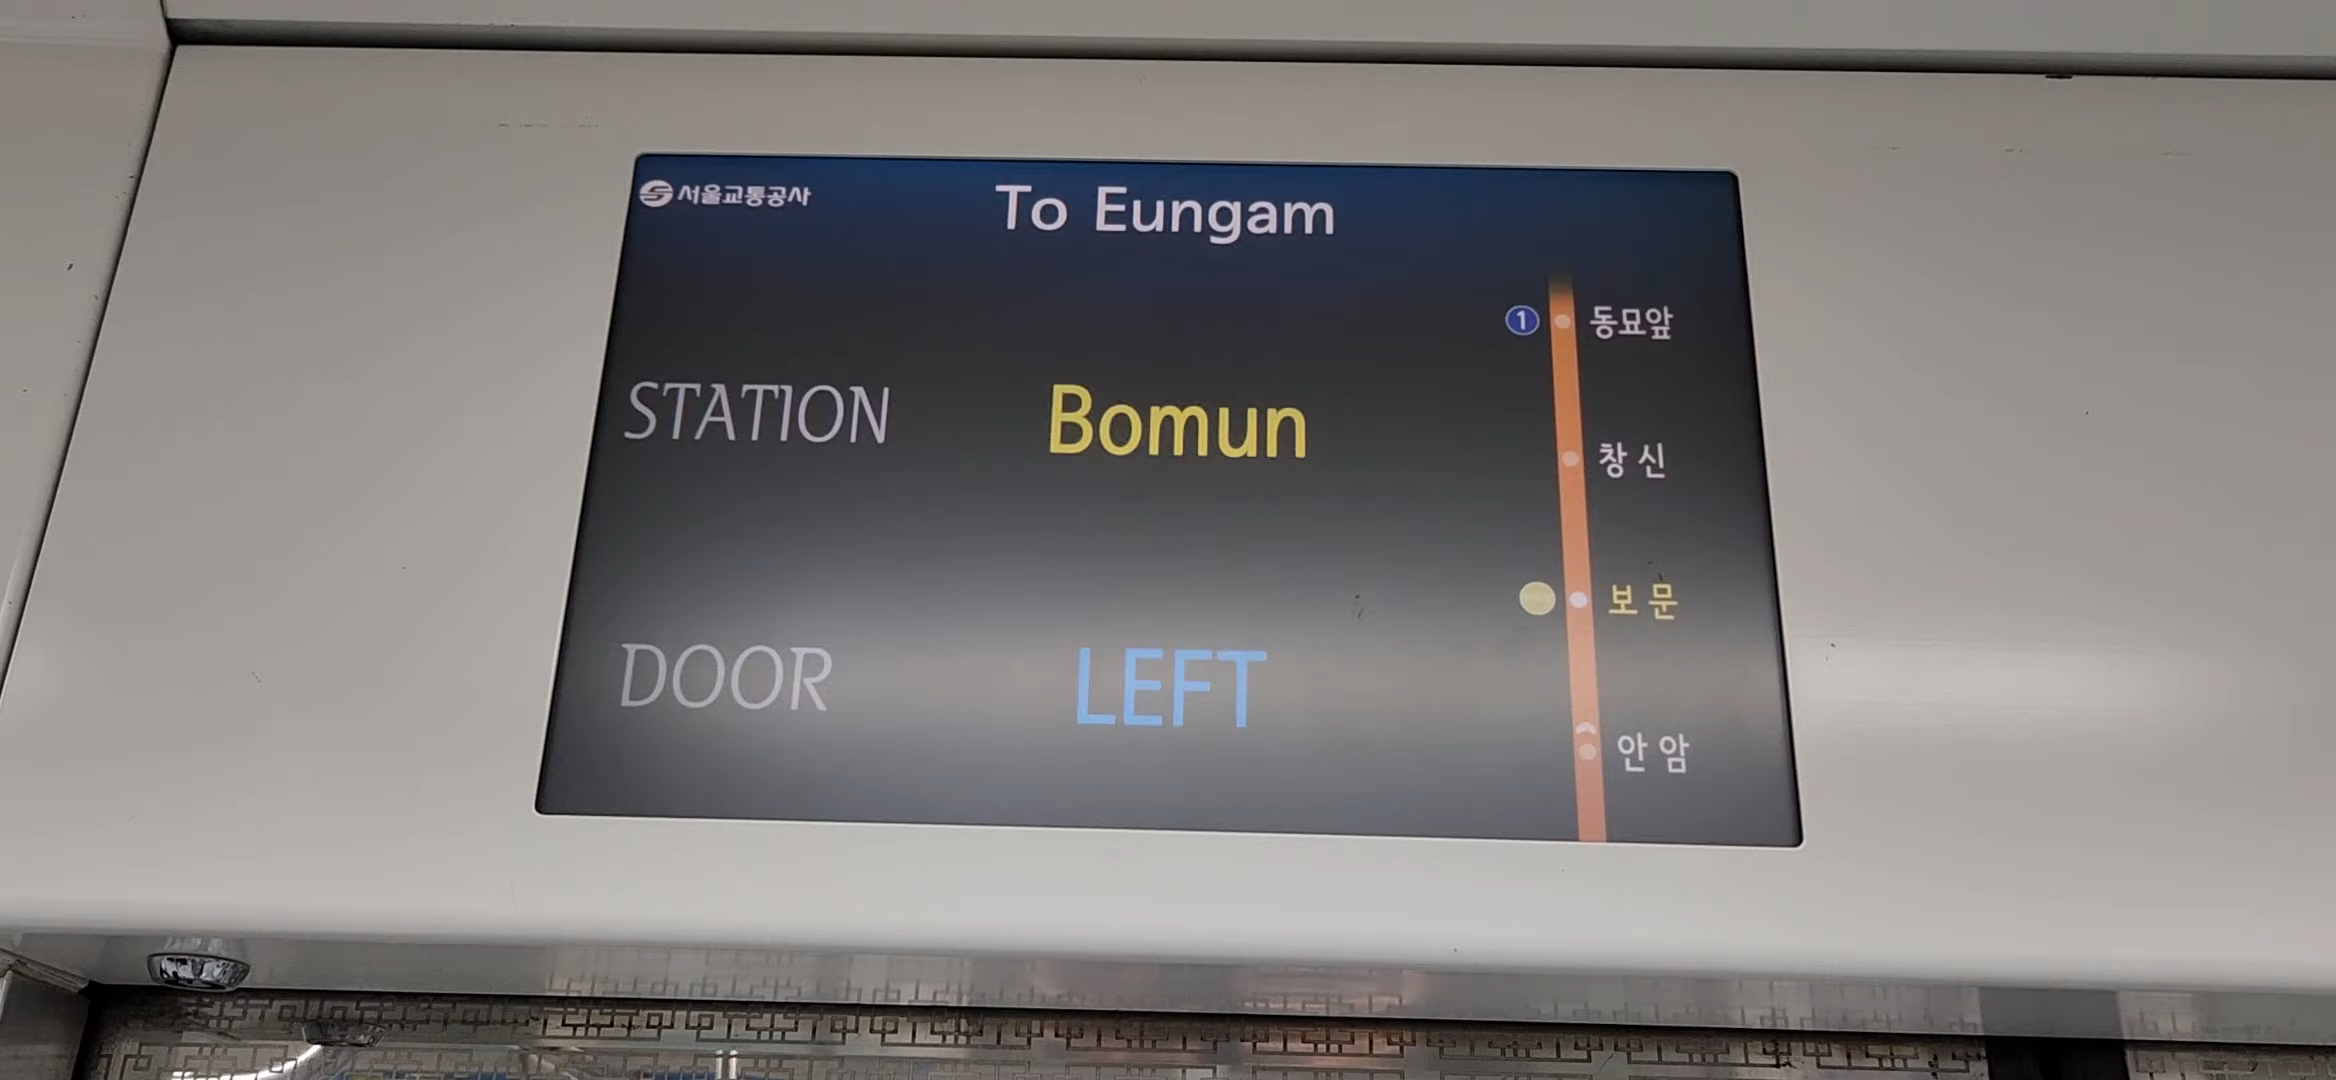 서울교통공사
To Eungam
STATION Bomun
DOOR LEFT
1 동묘앞
창신
보문
안암